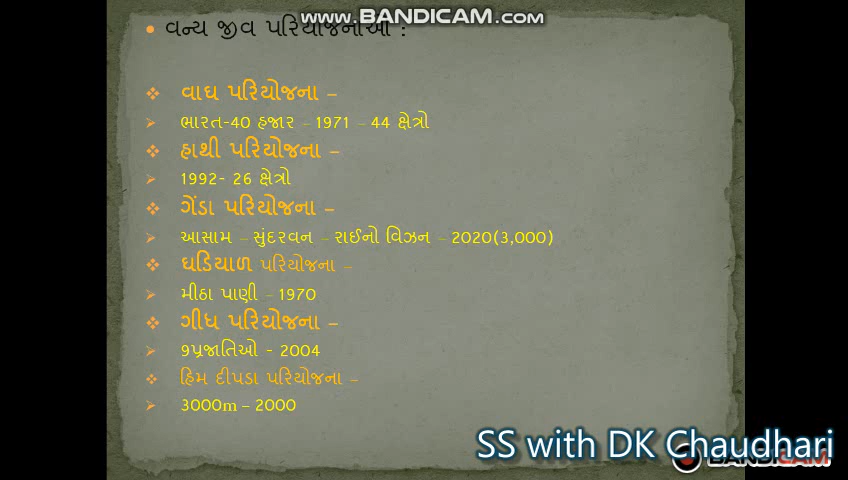 www.BANDICAM.com
• વન્ય જીવ પરિયોજનાઓ :
❖ વાઘ પરિયોજના –
➢ ભારત-40 હજાર – 1971 – 44 ક્ષેત્રો
❖ હાથી પરિયોજના –
➢ 1992- 26 ક્ષેત્રો
❖ ગેંડા પરિયોજના –
➢ આસામ – સુંદરવન – રાઈનો વિઝન – 2020(3,000)
❖ ઘડિયાળ પરિયોજના –
➢ મીઠા પાણી – 1970
❖ ગીધ પરિયોજના –
➢ 9પ્રજાતિઓ - 2004
❖ હિમ દીપડા પરિયોજના –
➢ 3000m – 2000
SS with DK Chaudhari
BANDICAM